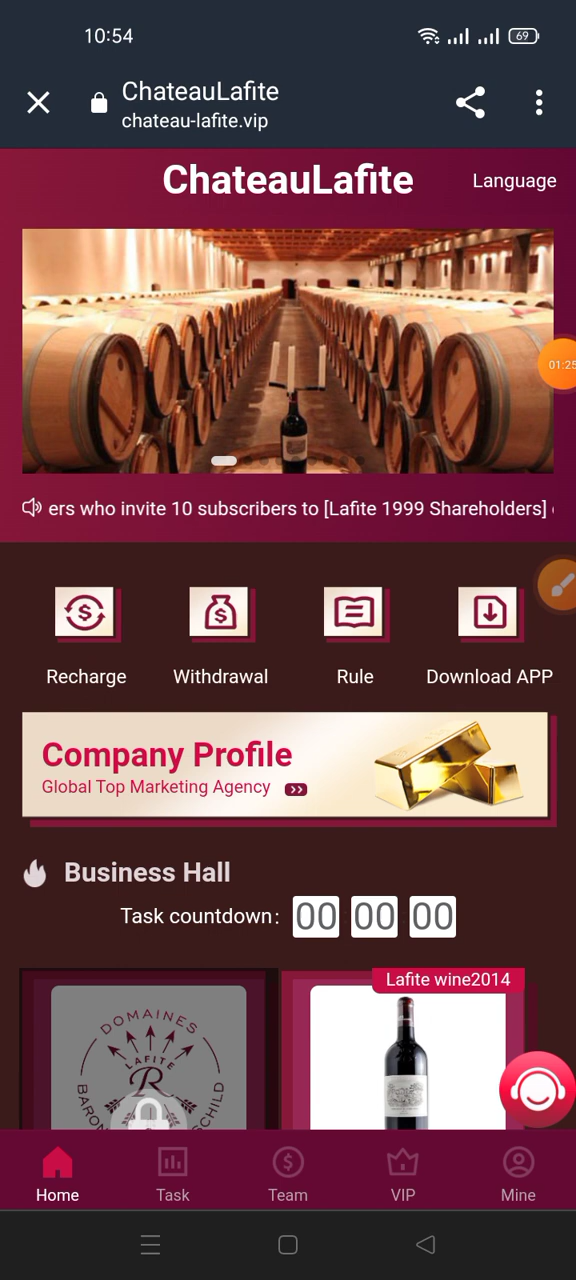 10:54
69
ChateauLafite
chateau-lafite.vip
ChateauLafite
Language
01:25
ers who invite 10 subscribers to [Lafite 1999 Shareholders]
Recharge
Withdrawal
Rule
Download APP
Company Profile
Global Top Marketing Agency
Business Hall
Task countdown:
00 00 00
Lafite wine2014
DOMAINES
LAFITE
R
BARON
SCHILD
Home
Task
Team
VIP
Mine